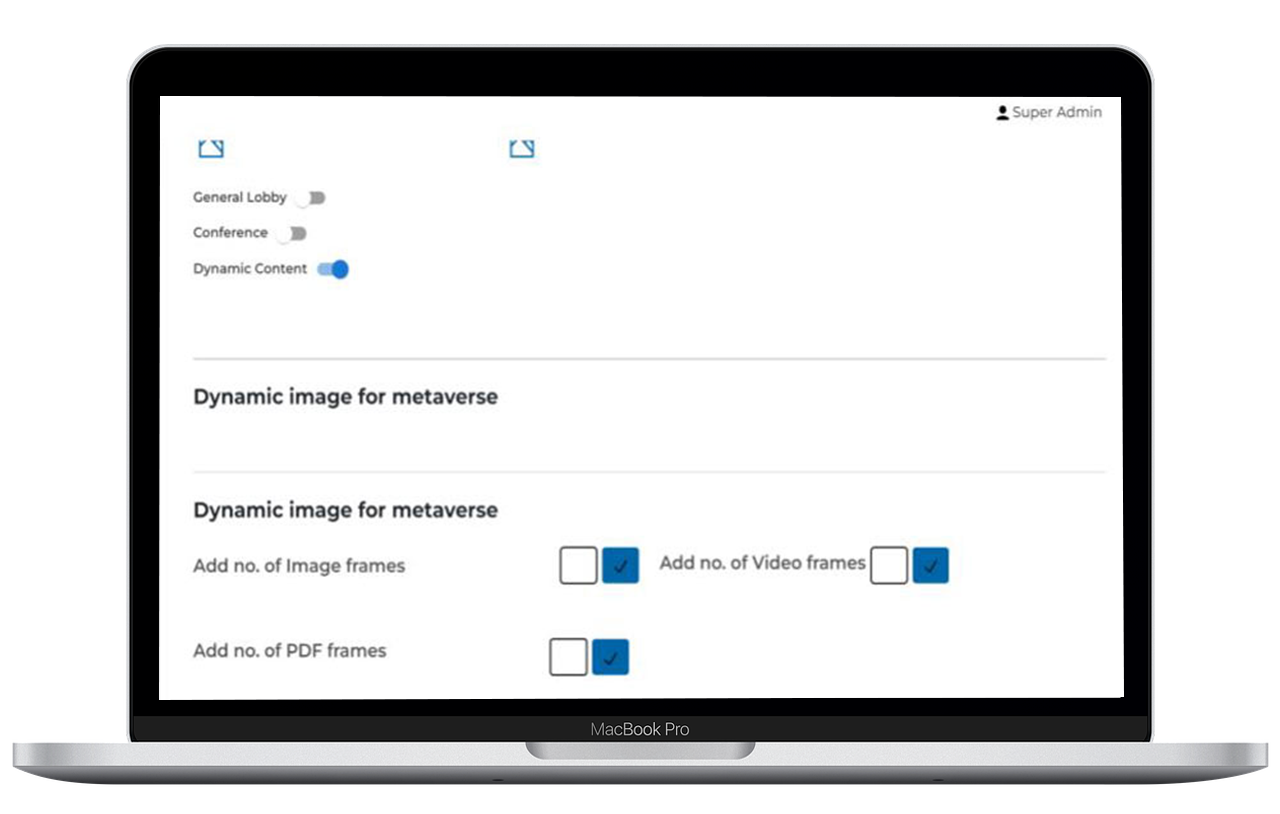 Super Admin
General Lobby
Conference
Dynamic Content
Dynamic image for metaverse
Dynamic image for metaverse
Add no. of Image frames
Add no. of Video frames
Add no. of PDF frames
MacBook Pro